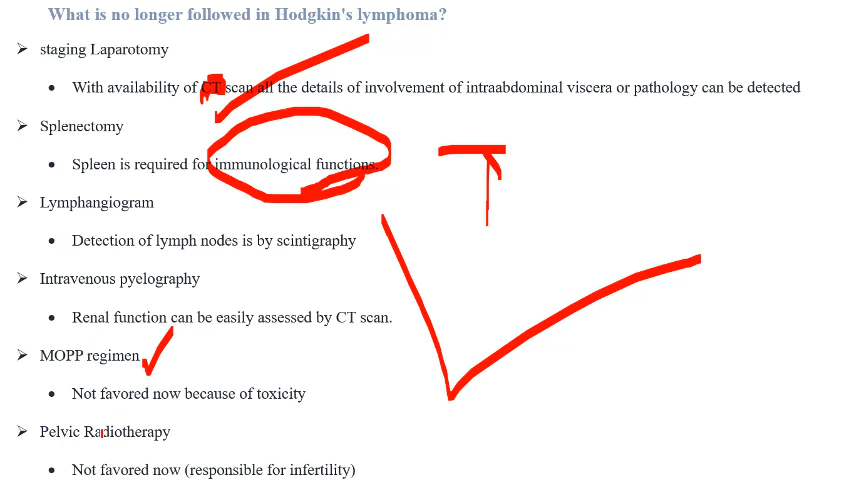 What is no longer followed in Hodgkin's lymphoma?
➢ staging Laparotomy
• With availability of CT scan all the details of involvement of intraabdominal viscera or pathology can be detected
➢ Splenectomy
• Spleen is required for immunological functions.
➢ Lymphangiogram
• Detection of lymph nodes is by scintigraphy
➢ Intravenous pyelography
• Renal function can be easily assessed by CT scan.
➢ MOPP regimen
• Not favored now because of toxicity
➢ Pelvic Radiotherapy
• Not favored now (responsible for infertility)